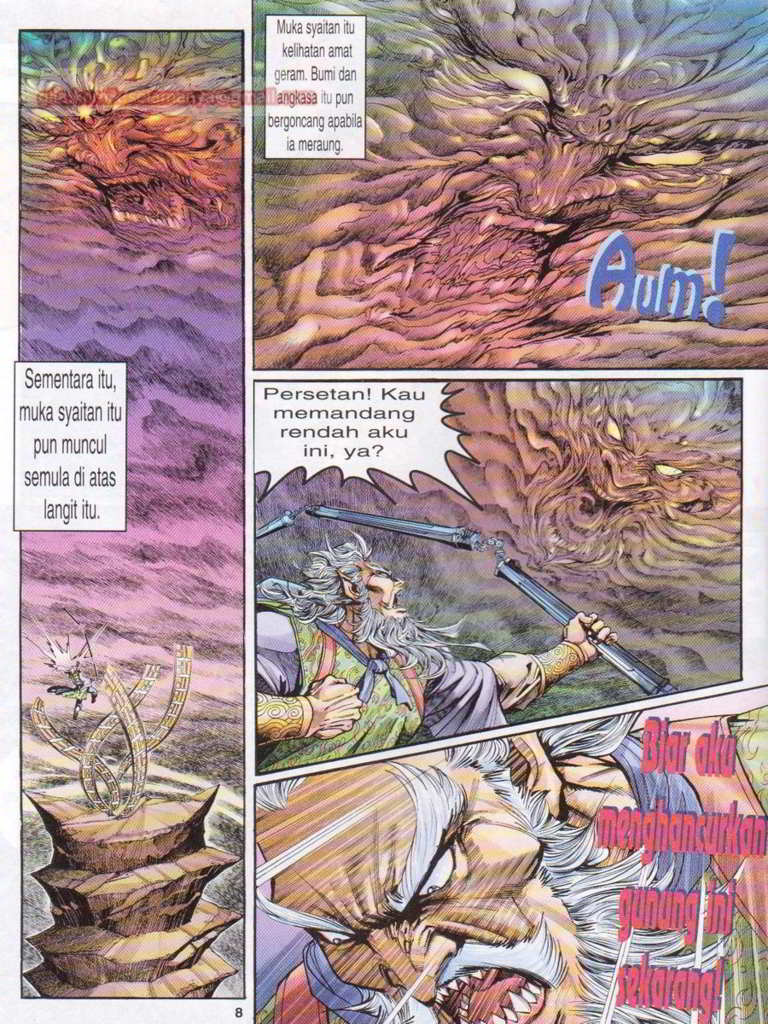 Sementara itu,
muka syaitan itu
pun muncul
semula di atas
langit itu.
Muka syaitan itu
kelihatan amat
geram. Bumi dan
angkasa itu pun
bergoncang apabila
ia meraung.
Aum!
Persetan! Kau
memandang
rendah aku
ini, ya?
Biar aku
menghancurkan
gunung ini
sekarang!
8